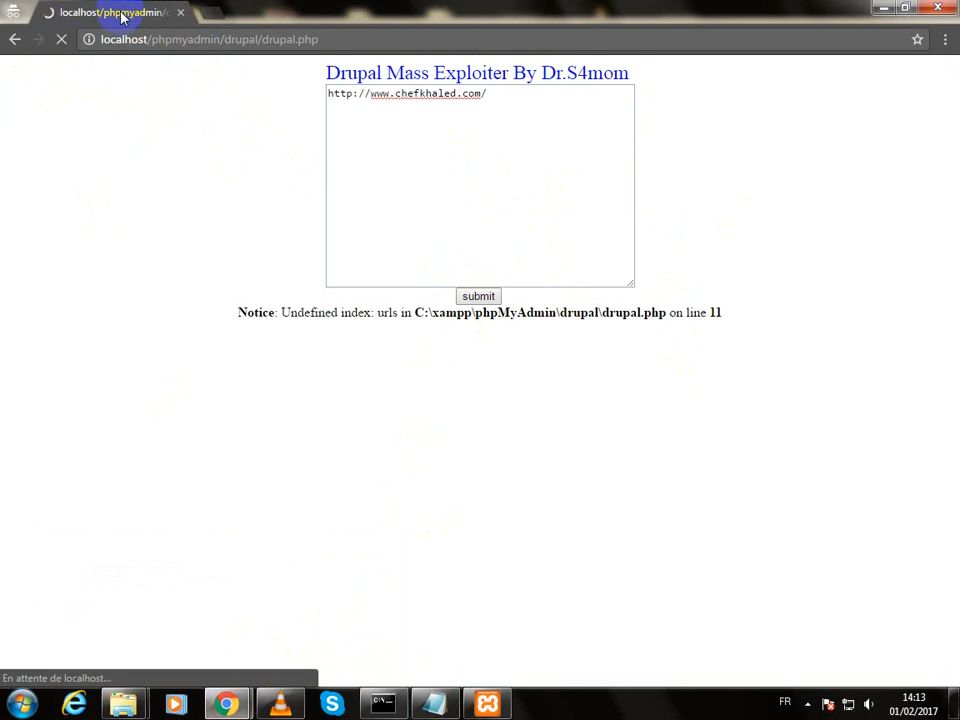 localhost/phpmyadmin/
localhost/phpmyadmin/drupal/drupal.php
Drupal Mass Exploiter By Dr.S4mom
http://www.chefkhaled.com/
submit
Notice: Undefined index: urls in C:\xampp\phpMyAdmin\drupal\drupal.php on line 11
En attente de localhost...
FR
14:13
01/02/2017